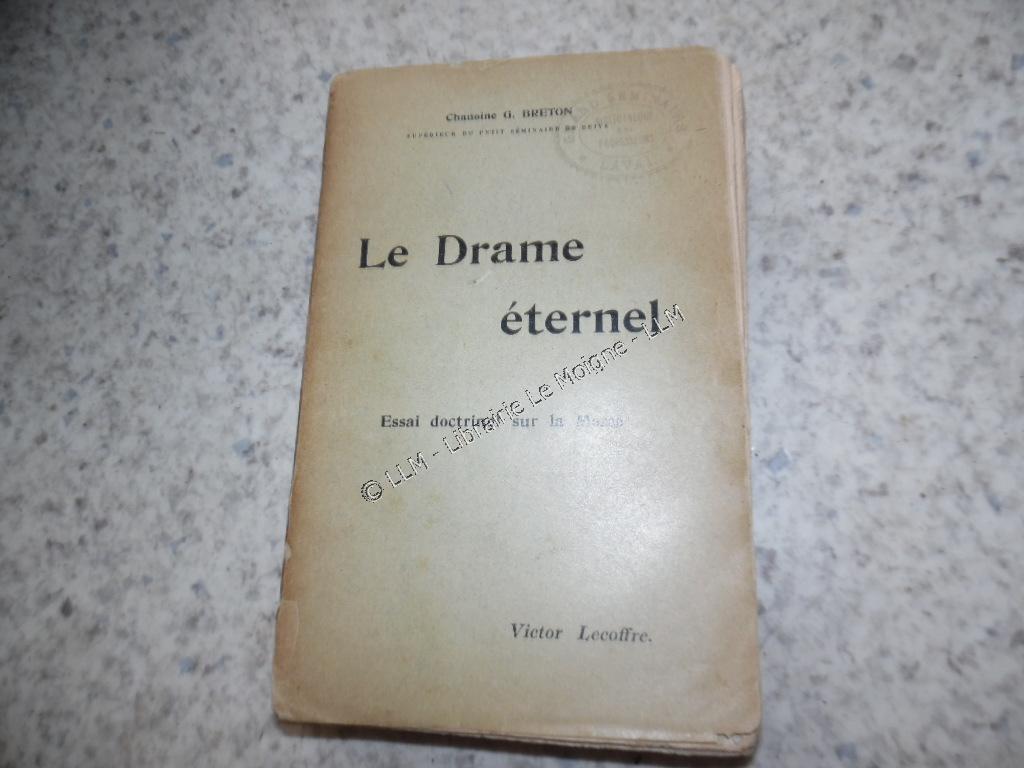 Chanoine G. BRETON
SUPÉRIEUR DU PETIT SÉMINAIRE DE
Le Drame
éternel
Essai doctrinal sur la Messe
© LLM - Librairie Le Moigne - LLM
Victor Lecoffre.